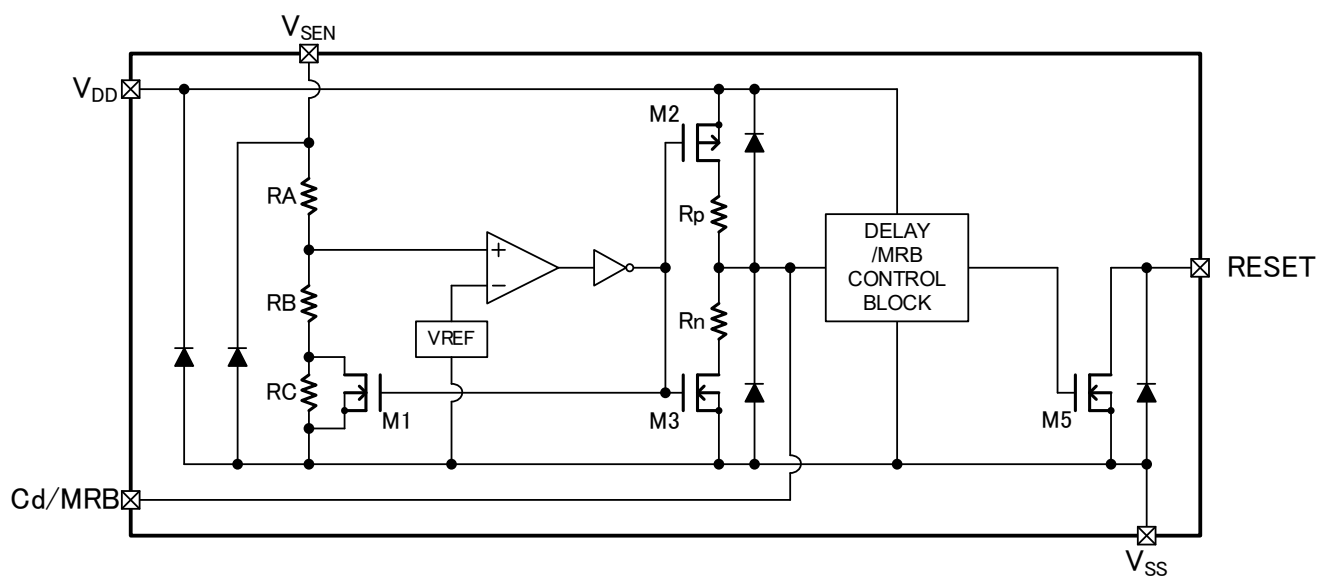 VSEN
VDD
M2
RA
Rp
+
−
DELAY
/MRB
CONTROL
BLOCK
RESET
RB
Rn
VREF
RC
M1
M3
M5
Cd/MRB
VSS